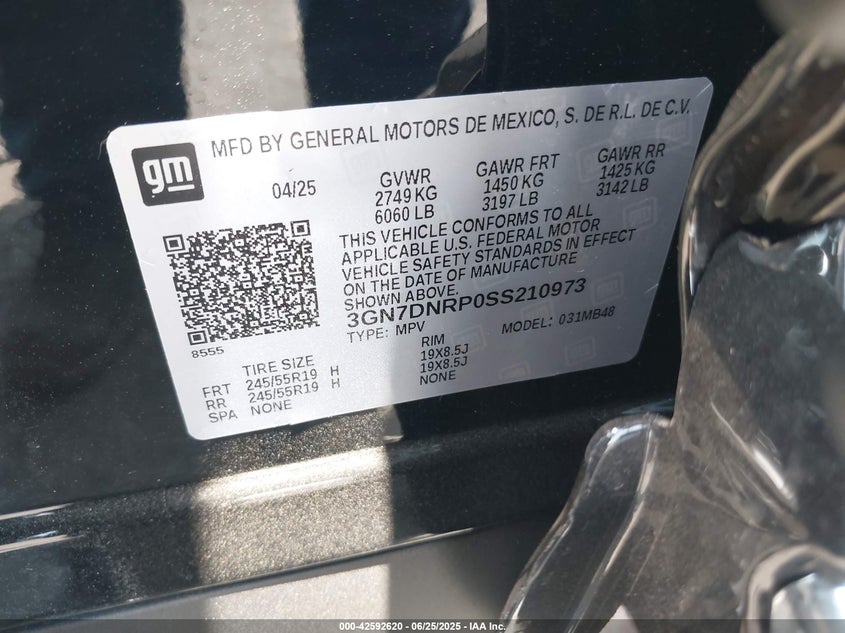 gm
MFD BY GENERAL MOTORS DE MEXICO, S. DE R.L. DE C.V.
04/25
GVWR GAWR FRT GAWR RR
2749 KG 1450 KG 1425 KG
6060 LB 3197 LB 3142 LB
THIS VEHICLE CONFORMS TO ALL
APPLICABLE U.S. FEDERAL MOTOR
VEHICLE SAFETY STANDARDS IN EFFECT
ON THE DATE OF MANUFACTURE
SHOWN ABOVE.
3GN7DNRP0SS210973
TYPE: MPV MODEL: 031MB48
8555
TIRE SIZE RIM
FRT 245/55R19 H 19X8.5J
RR 245/55R19 H 19X8.5J
SPA NONE NONE
000-42592620 - 06/25/2025 - IAA Inc.